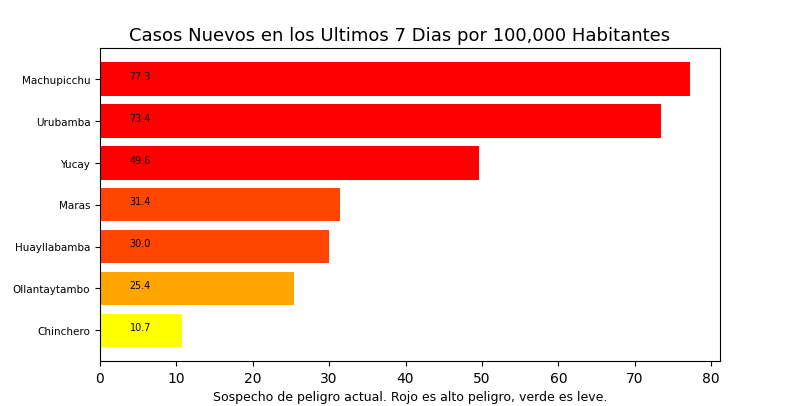 Casos Nuevos en los Ultimos 7 Dias por 100,000 Habitantes
Machupicchu 77.3
Urubamba 73.4
Yucay 49.6
Maras 31.4
Huayllabamba 30.0
Ollantaytambo 25.4
Chinchero 10.7
0 10 20 30 40 50 60 70 80
Sospecho de peligro actual. Rojo es alto peligro, verde es leve.